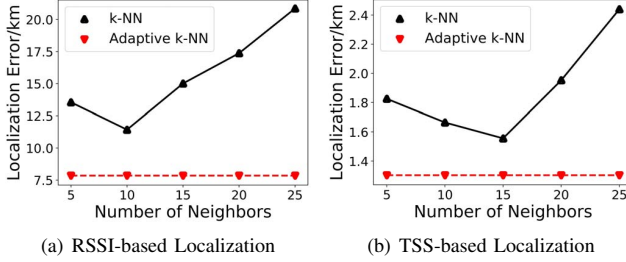 Localization Error/km
20.0
17.5
15.0
12.5
10.0
7.5
k-NN
Adaptive k-NN
5 10 15 20 25
Number of Neighbors
(a) RSSI-based Localization
Localization Error/km
2.4
2.2
2.0
1.8
1.6
1.4
k-NN
Adaptive k-NN
5 10 15 20 25
Number of Neighbors
(b) TSS-based Localization